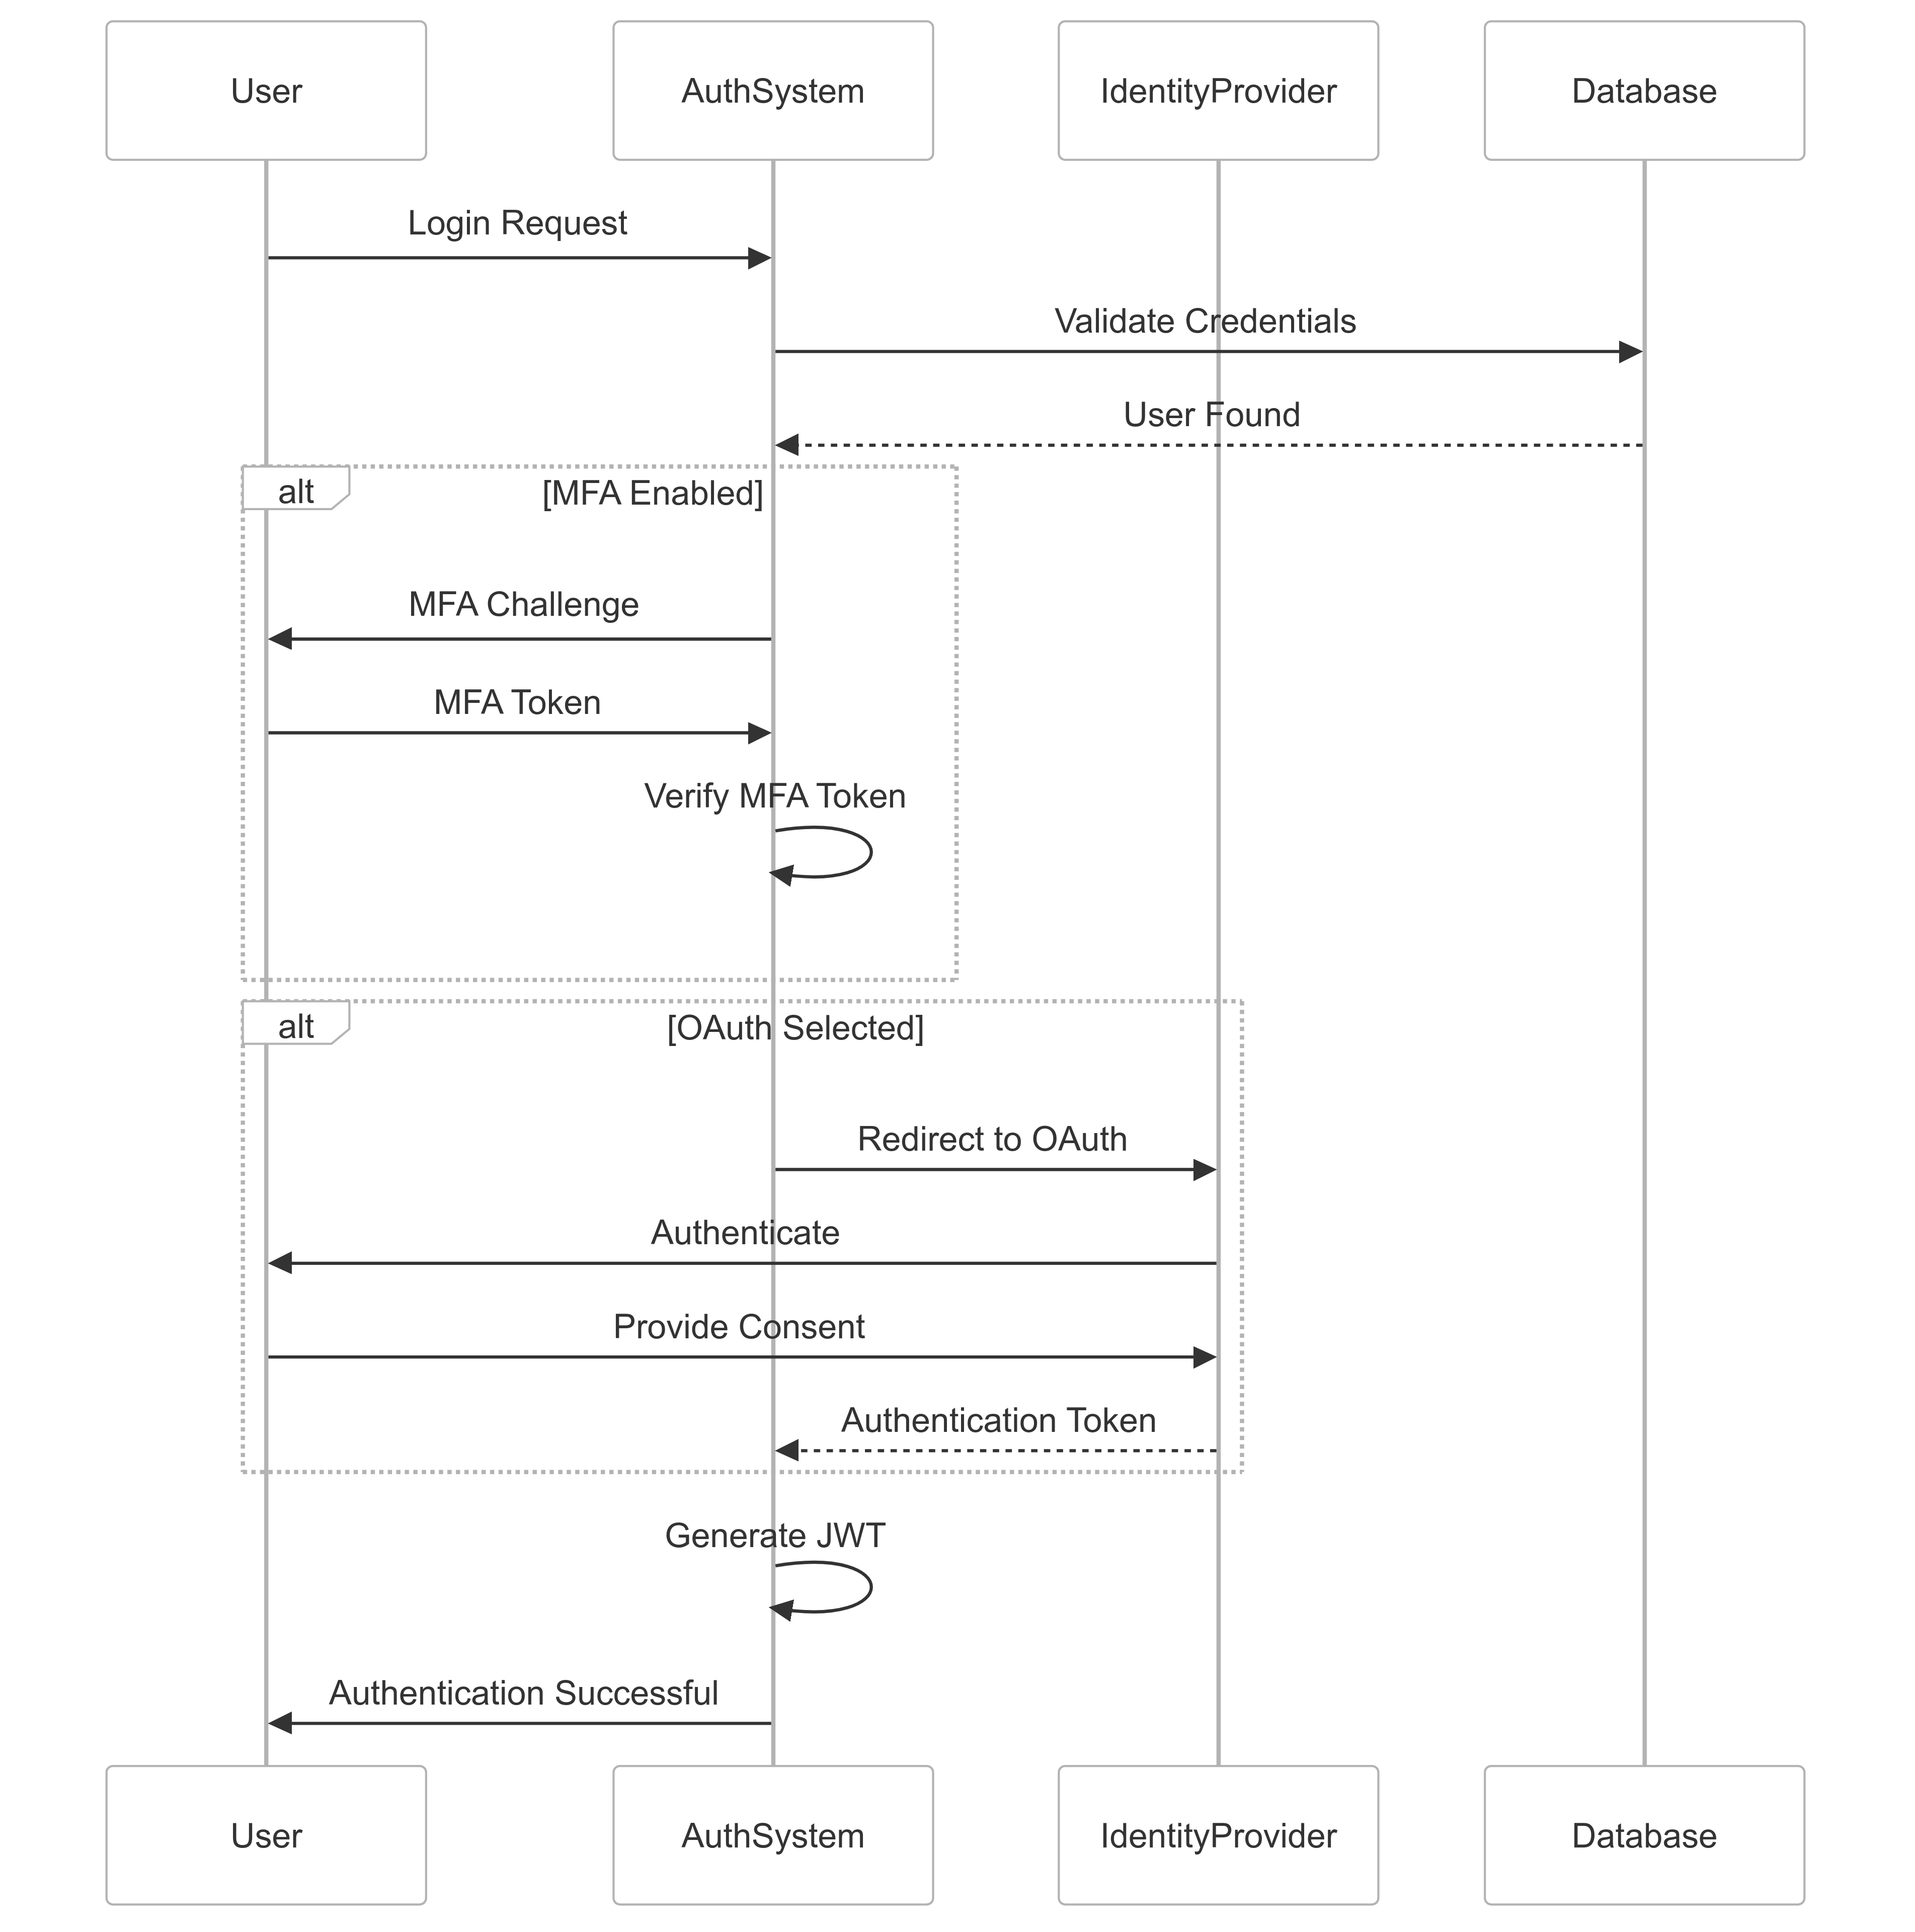 User
AuthSystem
IdentityProvider
Database
Login Request
Validate Credentials
User Found
alt
[MFA Enabled]
MFA Challenge
MFA Token
Verify MFA Token
alt
[OAuth Selected]
Redirect to OAuth
Authenticate
Provide Consent
Authentication Token
Generate JWT
Authentication Successful
User
AuthSystem
IdentityProvider
Database